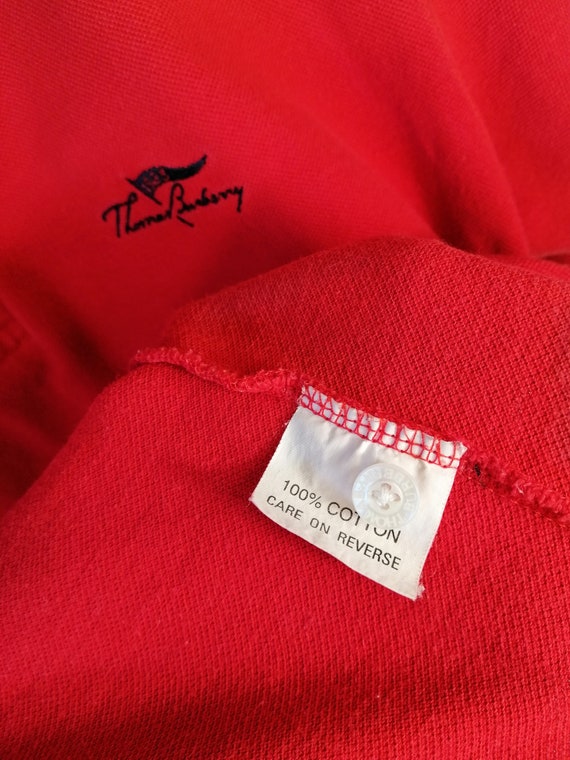 Thomas Burberry
100% COTTON
CARE ON REVERSE